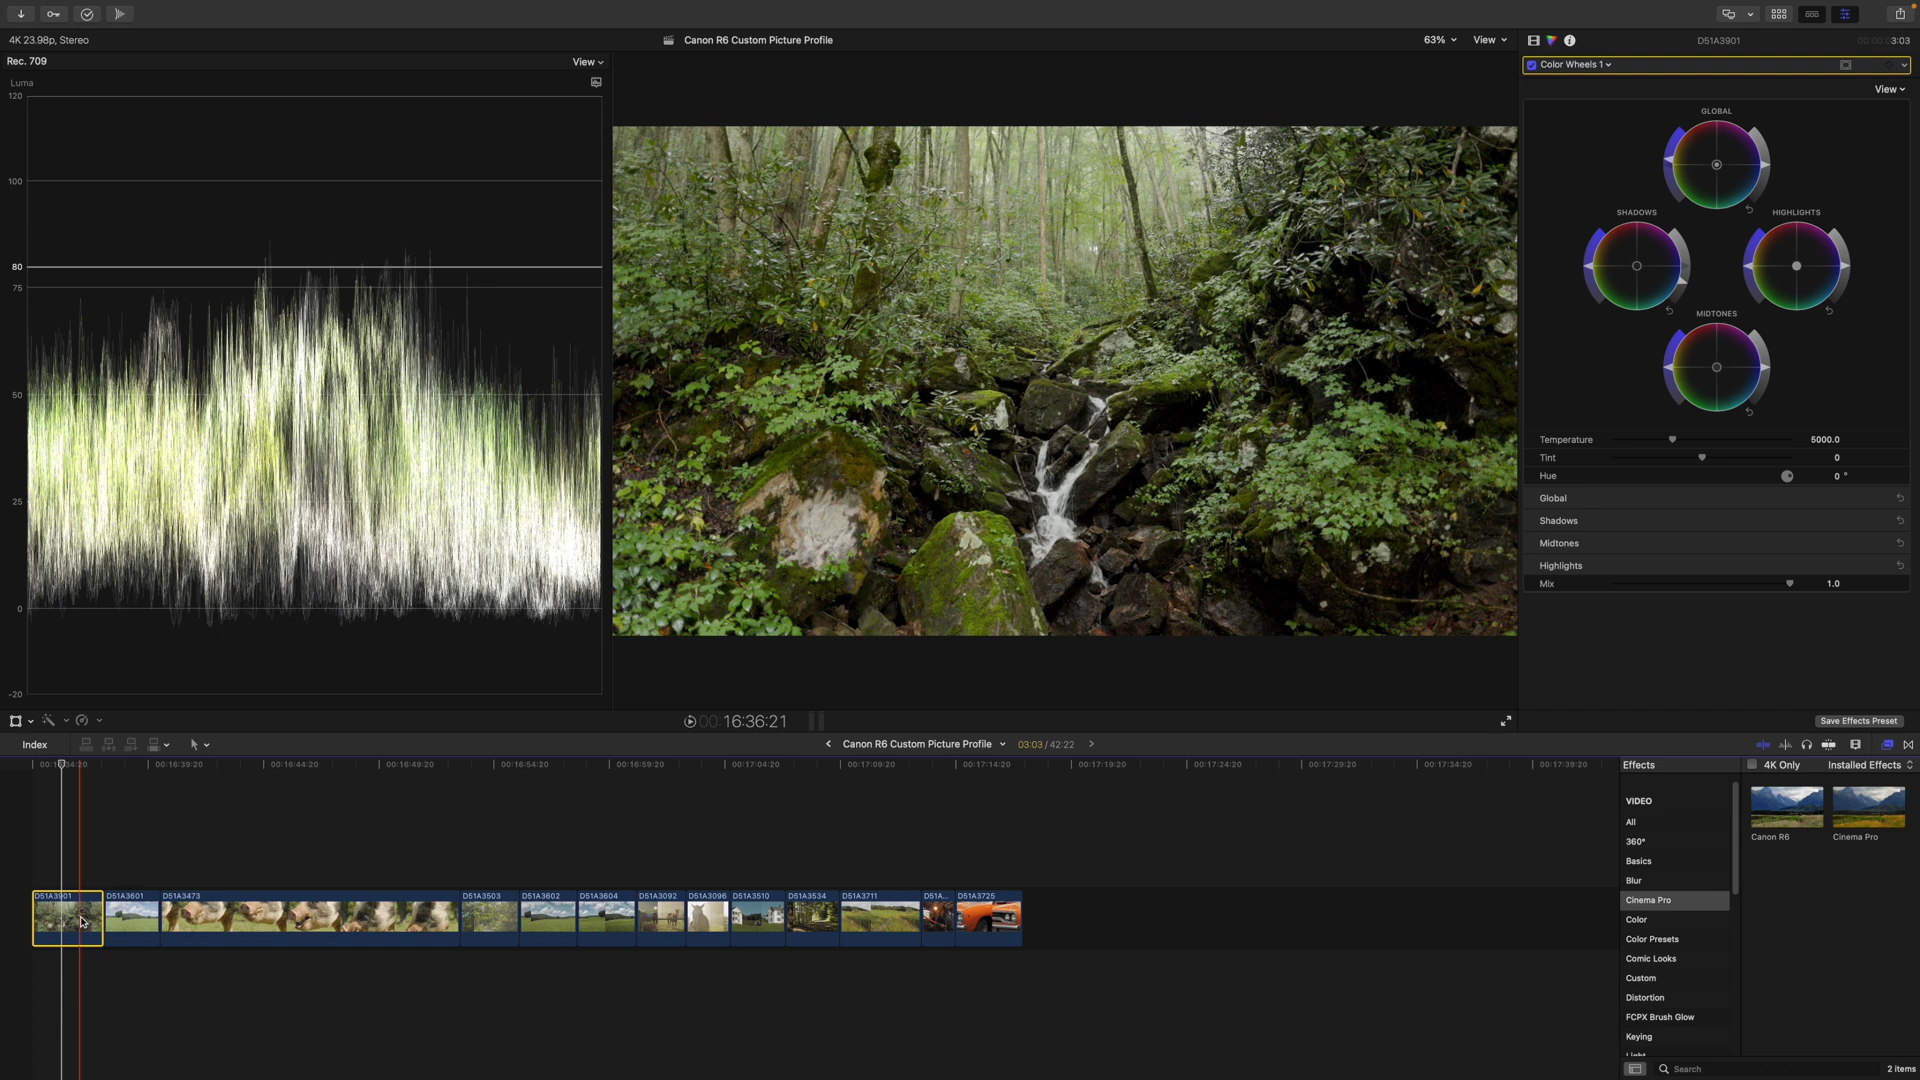 4K 23.98p, Stereo
Canon R6 Custom Picture Profile
63%
View
D51A3901
00:00:03:03
Rec. 709
View
Color Wheels 1
View
Luma
120
100
80
75
50
25
0
-20
GLOBAL
SHADOWS
HIGHLIGHTS
MIDTONES
Temperature
5000.0
Tint
0
Hue
0 °
Global
Shadows
Midtones
Highlights
Mix
1.0
00:16:36:21
Save Effects Preset
Index
Canon R6 Custom Picture Profile
03:03 / 42:22
00:16:39:20
00:16:44:20
00:16:49:20
00:16:54:20
00:16:59:20
00:17:04:20
00:17:09:20
00:17:14:20
00:17:19:20
00:17:24:20
00:17:29:20
00:17:34:20
00:17:39:20
Effects
4K Only
Installed Effects
VIDEO
All
360°
Basics
Blur
Cinema Pro
Color
Color Presets
Comic Looks
Custom
Distortion
FCPX Brush Glow
Keying
Light
Canon R6
Cinema Pro
D51A3901
D51A3601
D51A3473
D51A3503
D51A3602
D51A3604
D51A3092
D51A3096
D51A3510
D51A3534
D51A3711
D51A...
D51A3725
Search
2 items